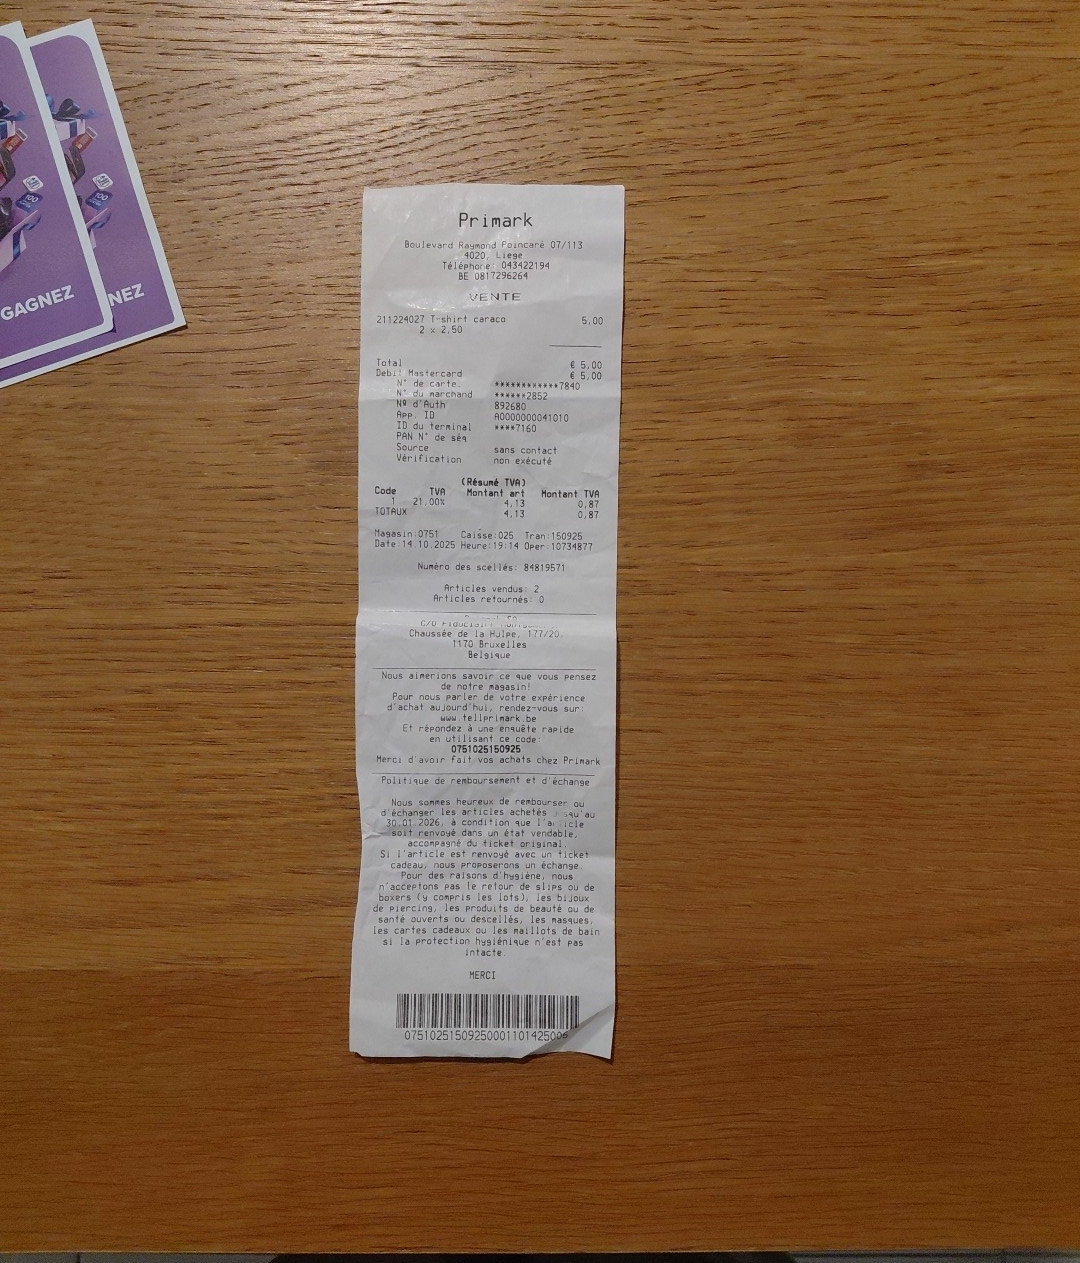 GAGNEZ
NEZ
100
Primark
Boulevard Raymond Poincaré 07/113
4020, Liege
Téléphone: 043422194
BE 0817296264
VENTE
211224027 T-shirt caraco 5,00
2 x 2,50
Total € 5,00
Debit Mastercard € 5,00
N° de carte ************7840
N° du marchand ******2852
Nº d'Auth 892680
App. ID A0000000041010
ID du terminal ****7160
PAN N° de séq
Source sans contact
Vérification non exécuté
(Résumé TVA)
Code TVA Montant art Montant TVA
1 21,00% 4,13 0,87
TOTAUX 4,13 0,87
Magasin:0751 Caisse:025 Tran:150925
Date:14.10.2025 Heure:19:14 Oper:10734877
Numéro des scellés: 84819571
Articles vendus: 2
Articles retournés: 0
C/O
Chaussée de la Hulpe, 177/20,
1170 Bruxelles
Belgique
Nous aimerions savoir ce que vous pensez
de notre magasin!
Pour nous parler de votre expérience
d'achat aujourd'hui, rendez-vous sur:
www.tellprimark.be
Et répondez à une enquête rapide
en utilisant ce code:
0751025150925
Merci d'avoir fait vos achats chez Primark
Politique de remboursement et d'échange
Nous sommes heureux de rembourser ou
d'échanger les articles achetés
30.01.2026, à condition que
soit renvoyé dans un état vendable,
accompagné du ticket original.
Si l'article est renvoyé avec un ticket
cadeau, nous proposerons un échange.
Pour des raisons d'hygiène, nous
n'acceptons pas le retour de slips ou de
boxers (y compris les lots), les bijoux
de piercing, les produits de beauté ou de
santé ouverts ou descellés, les masques,
les cartes cadeaux ou les maillots de bain
si la protection hygiénique n'est pas
intacte.
MERCI
07510251509250001101425006